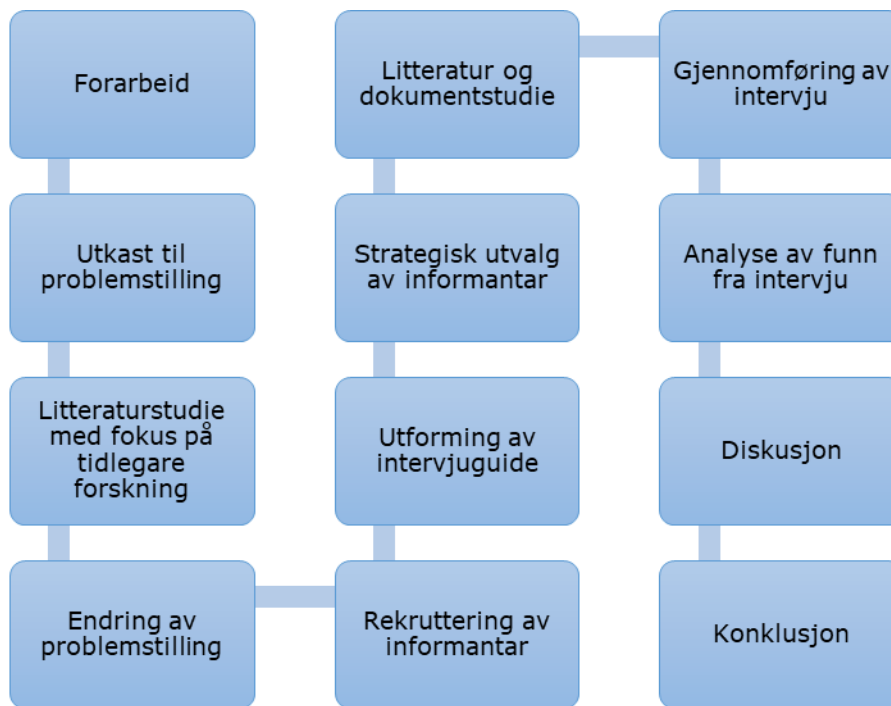 Forarbeid
Utkast til
problemstilling
Litteraturstudie
med fokus på
tidlegare
forskning
Endring av
problemstilling
Rekruttering av
informantar
Utforming av
intervjuguide
Strategisk utvalg
av informantar
Litteratur og
dokumentstudie
Gjennomføring av
intervju
Analyse av funn
fra intervju
Diskusjon
Konklusjon